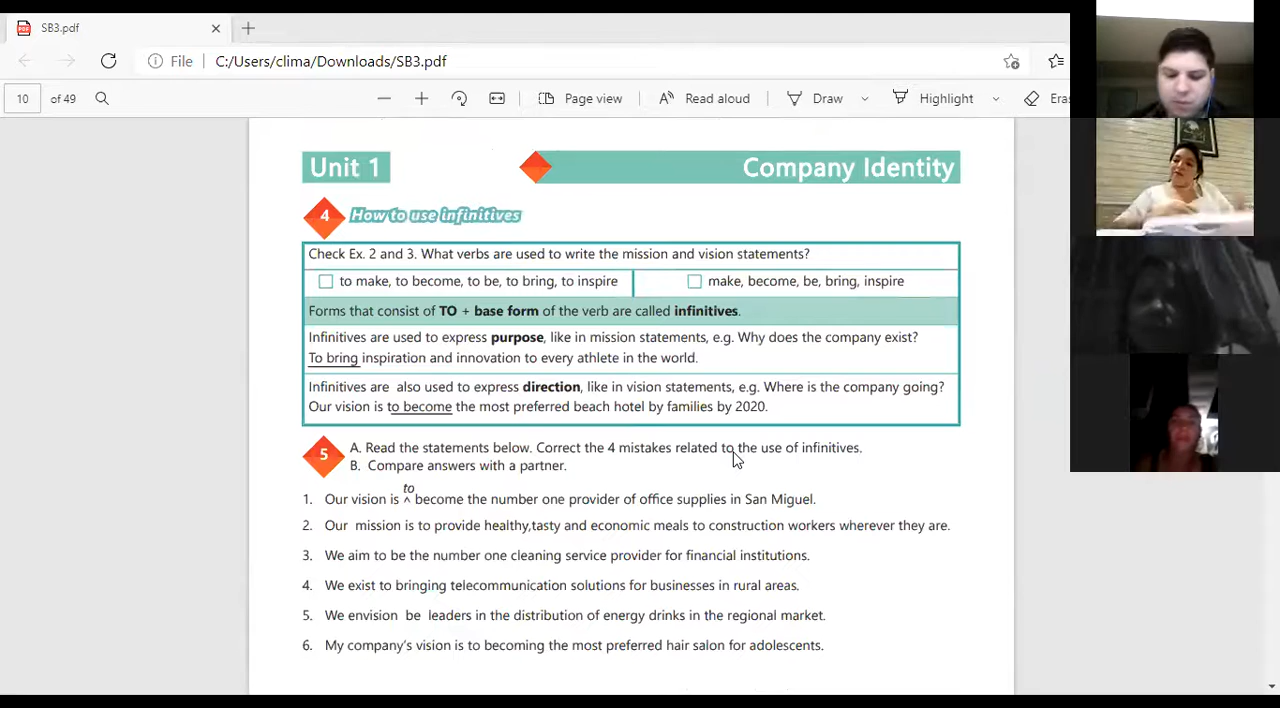 SB3.pdf
File C:/Users/clima/Downloads/SB3.pdf
10 of 49 Page view Read aloud Draw Highlight Eras
Unit 1 Company Identity
4 How to use infinitives
Check Ex. 2 and 3. What verbs are used to write the mission and vision statements?
to make, to become, to be, to bring, to inspire make, become, be, bring, inspire
Forms that consist of TO + base form of the verb are called infinitives.
Infinitives are used to express purpose, like in mission statements, e.g. Why does the company exist?
To bring inspiration and innovation to every athlete in the world.
Infinitives are also used to express direction, like in vision statements, e.g. Where is the company going?
Our vision is to become the most preferred beach hotel by families by 2020.
5 A. Read the statements below. Correct the 4 mistakes related to the use of infinitives.
B. Compare answers with a partner.
to
1. Our vision is ^ become the number one provider of office supplies in San Miguel.
2. Our mission is to provide healthy,tasty and economic meals to construction workers wherever they are.
3. We aim to be the number one cleaning service provider for financial institutions.
4. We exist to bringing telecommunication solutions for businesses in rural areas.
5. We envision be leaders in the distribution of energy drinks in the regional market.
6. My company's vision is to becoming the most preferred hair salon for adolescents.